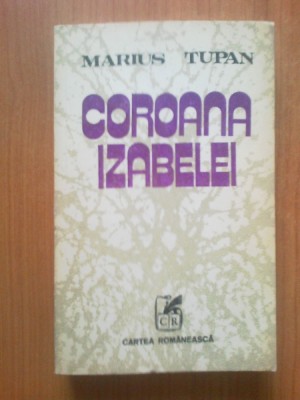 MARIUS TUPAN
COROANA
IZABELEI
CR
CARTEA ROMÂNEASCĂ